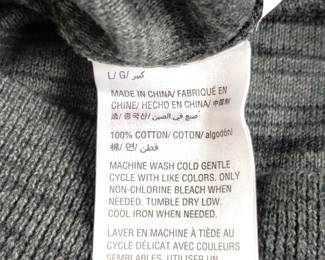 L/ G/ كبير
MADE IN CHINA/ FABRIQUÉ EN
CHINE/ HECHO EN CHINA/ 中国制
造/ 중국산/ صنع في الصين/
100% COTTON/ COTON/ algodón/
棉/ 면/ قطن
MACHINE WASH COLD GENTLE
CYCLE WITH LIKE COLORS. ONLY
NON-CHLORINE BLEACH WHEN
NEEDED. TUMBLE DRY LOW.
COOL IRON WHEN NEEDED.
LAVER EN MACHINE À TIÈDE AU
CYCLE DÉLICAT AVEC COULEURS
SEMBLABLES. UTILISER UN